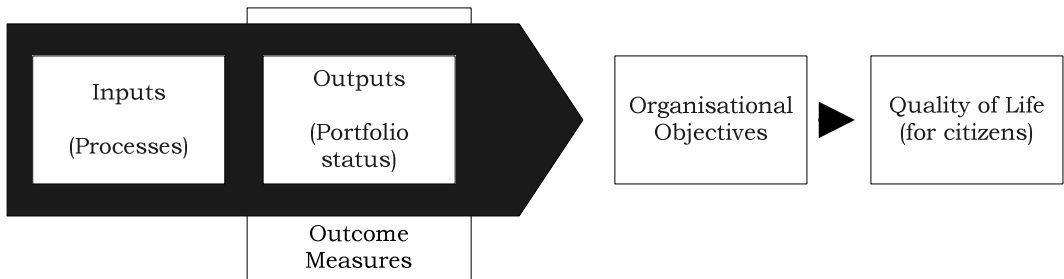 Inputs
(Processes)
Outputs
(Portfolio
status)
Outcome
Measures
Organisational
Objectives
Quality of Life
(for citizens)